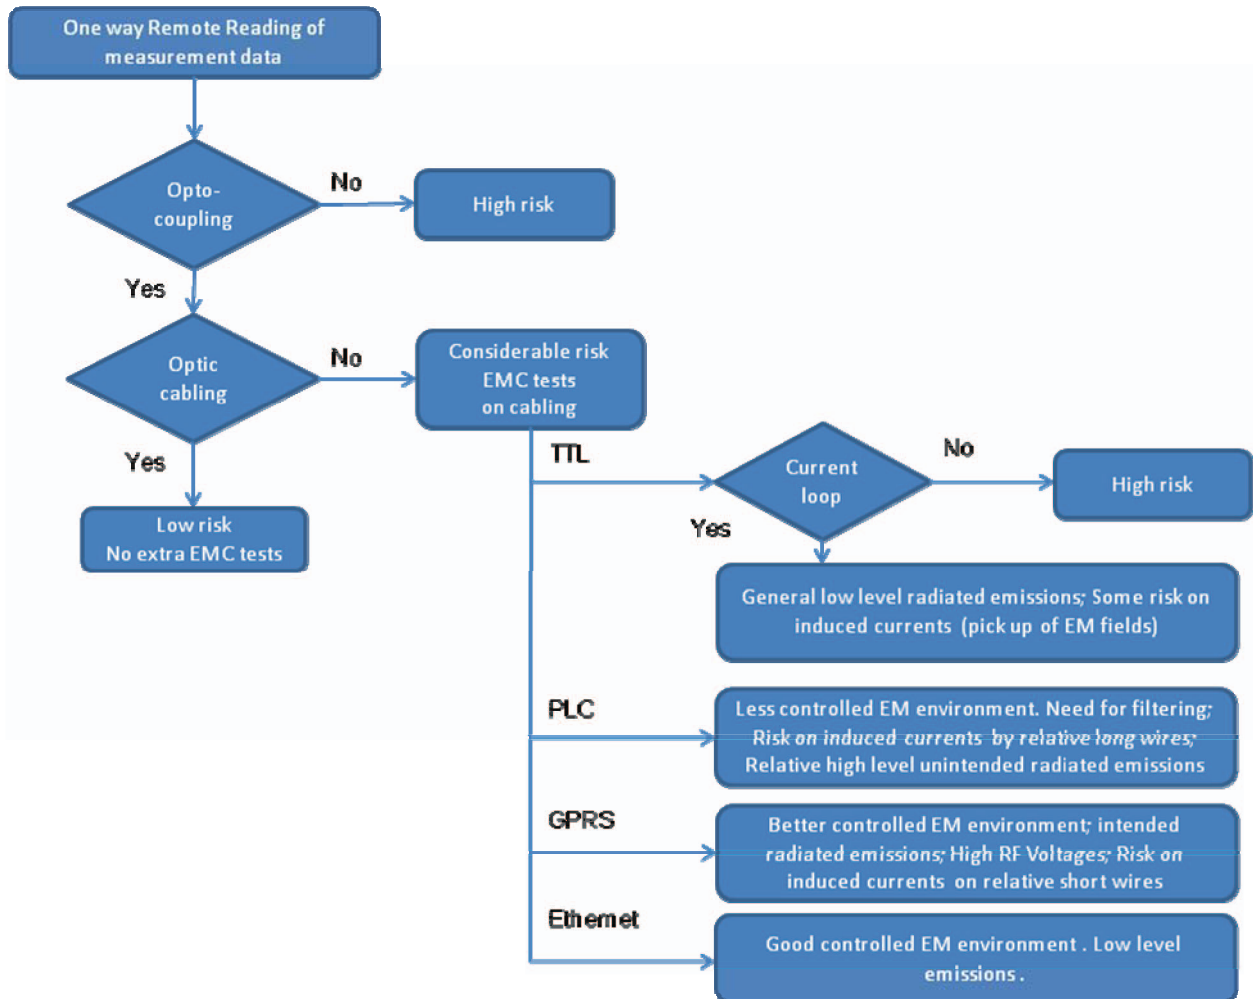 One way Remote Reading of
measurement data
Opto-
coupling
No
High risk
Yes
Optic
cabling
No
Considerable risk
EMC tests
on cabling
Yes
Low risk
No extra EMC tests
TTL
Current
loop
No
High risk
Yes
General low level radiated emissions; Some risk on
induced currents (pick up of EM fields)
PLC
Less controlled EM environment. Need for filtering;
Risk on induced currents by relative long wires;
Relative high level unintended radiated emissions
GPRS
Better controlled EM environment; intended
radiated emissions; High RF Voltages; Risk on
induced currents on relative short wires
Ethernet
Good controlled EM environment . Low level
emissions .